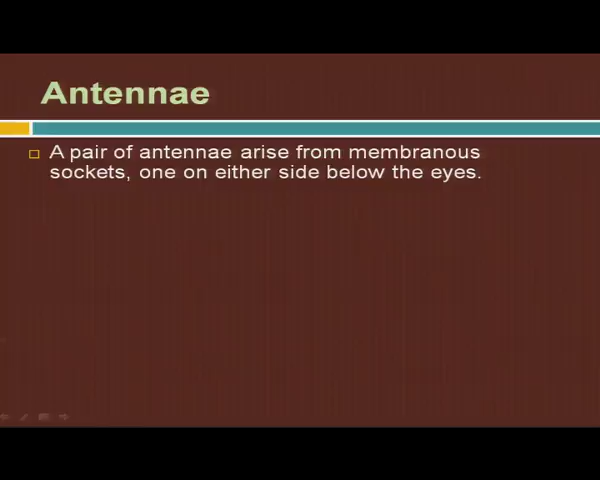 Antennae
A pair of antennae arise from membranous
sockets, one on either side below the eyes.